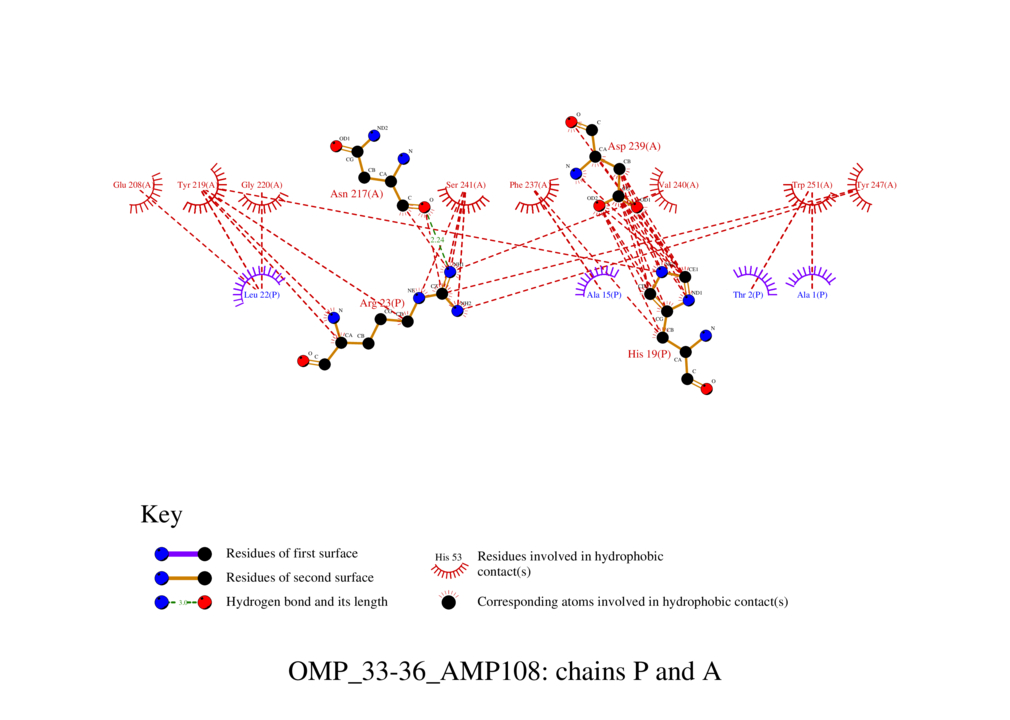 O
C
Asp 239(A)
CA
CB
N
OD1
ND2
N
CG
CB
CA
Asn 217(A)
C
O
Glu 208(A)
Tyr 219(A)
Gly 220(A)
Ser 241(A)
Phe 237(A)
Val 240(A)
Trp 251(A)
Tyr 247(A)
OD2
OD1
2.24
NH1
CE1
Leu 22(P)
NE
CZ
NH2
Ala 15(P)
ND1
Thr 2(P)
Ala 1(P)
Arg 23(P)
N
CA
CB
CG
CB
N
O
C
His 19(P)
CA
C
O
Key
Residues of first surface
Residues of second surface
3.0
Hydrogen bond and its length
His 53
Residues involved in hydrophobic
contact(s)
Corresponding atoms involved in hydrophobic contact(s)
OMP_33-36_AMP108: chains P and A